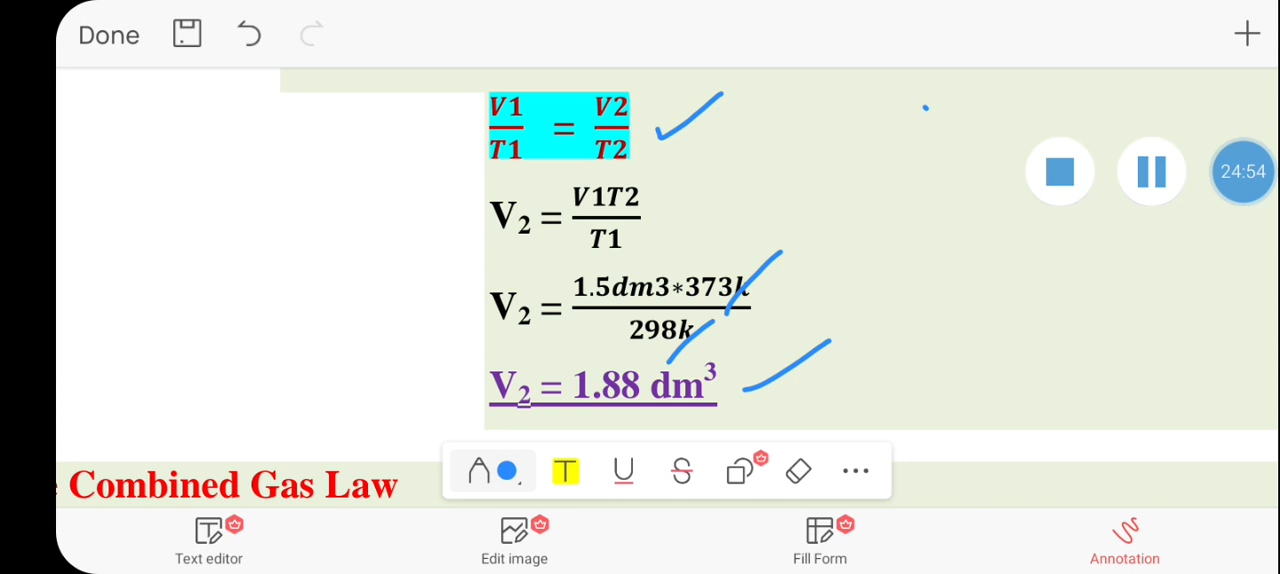 Done
24:54
V1/T1 = V2/T2
V₂ = V1T2/T1
V₂ = 1.5dm3*373k/298k
V₂ = 1.88 dm³
Combined Gas Law
T U S
Text editor Edit image Fill Form Annotation